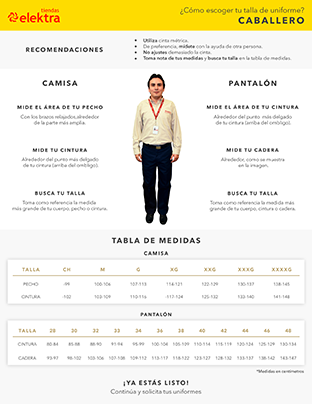 tiendas
elektra
¿Cómo escoger tu talla de uniforme?
CABALLERO
RECOMENDACIONES
• Utiliza cinta métrica.
• De preferencia, mídete con la ayuda de otra persona.
• No ajustes demasiado la cinta.
• Toma nota de tus medidas y busca tu talla en la tabla de medidas.
CAMISA
MIDE EL ÁREA DE TU PECHO
Con los brazos relajados, alrededor
de la parte más amplia.
MIDE TU CINTURA
Alrededor del punto más delgado
de tu cintura (arriba del ombligo).
BUSCA TU TALLA
Toma como referencia la medida
más grande de tu cuerpo, pecho o cintura.
PANTALÓN
MIDE EL ÁREA DE TU CINTURA
Alrededor del punto más delgado
de tu cintura (arriba del ombligo).
MIDE TU CADERA
Alrededor, como se muestra
en la imagen.
BUSCA TU TALLA
Toma como referencia la medida
más grande de tu cuerpo, cintura o cadera.
TABLA DE MEDIDAS
CAMISA
TALLA CH M G XG XXG XXXG XXXXG
PECHO -99 100-106 107-113 114-121 122-129 130-137 138-145
CINTURA -102 103-109 110-116 117-124 125-132 133-140 141-148
PANTALÓN
TALLA 28 30 32 33 34 36 38 40 42 44 46 48
CINTURA 80-84 85-88 88-90 91-94 95-99 100-104 105-109 110-114 115-119 120-124 125-129 130-134
CADERA 93-97 98-102 103-106 107-108 109-112 113-117 118-122 123-127 128-132 133-137 138-142 143-147
*Medidas en centímetros
¡YA ESTÁS LISTO!
Continúa y solicita tus uniformes